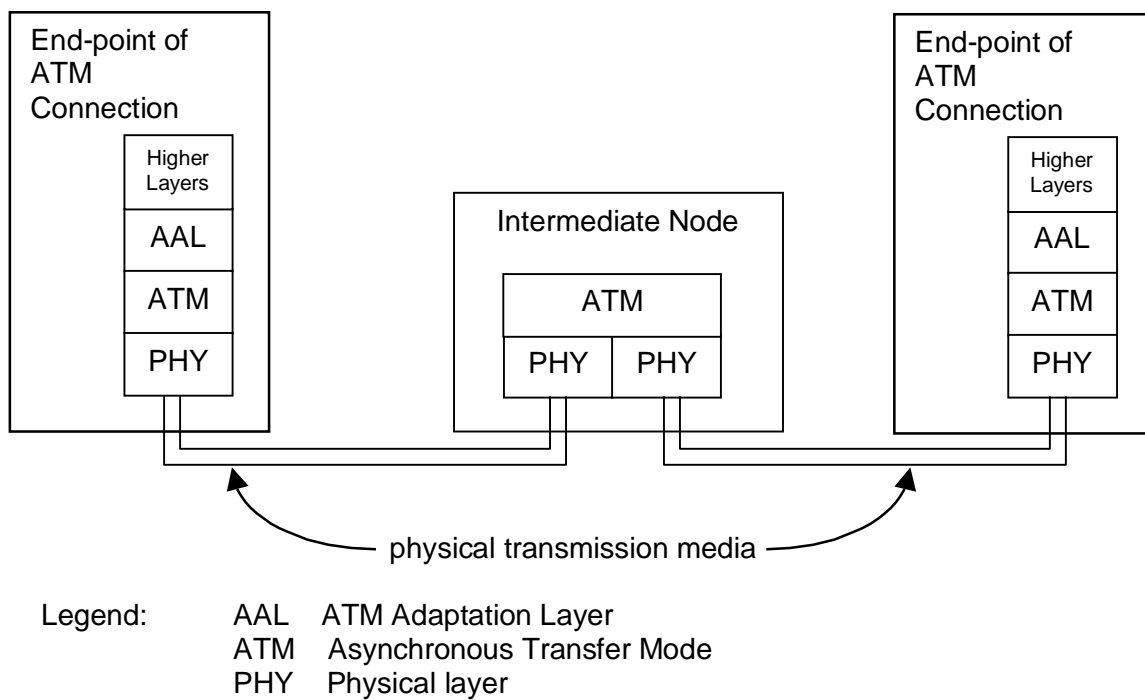 End-point of
ATM
Connection
Higher
Layers
AAL
ATM
PHY
Intermediate Node
ATM
PHY PHY
End-point of
ATM
Connection
Higher
Layers
AAL
ATM
PHY
physical transmission media
Legend: AAL ATM Adaptation Layer
ATM Asynchronous Transfer Mode
PHY Physical layer